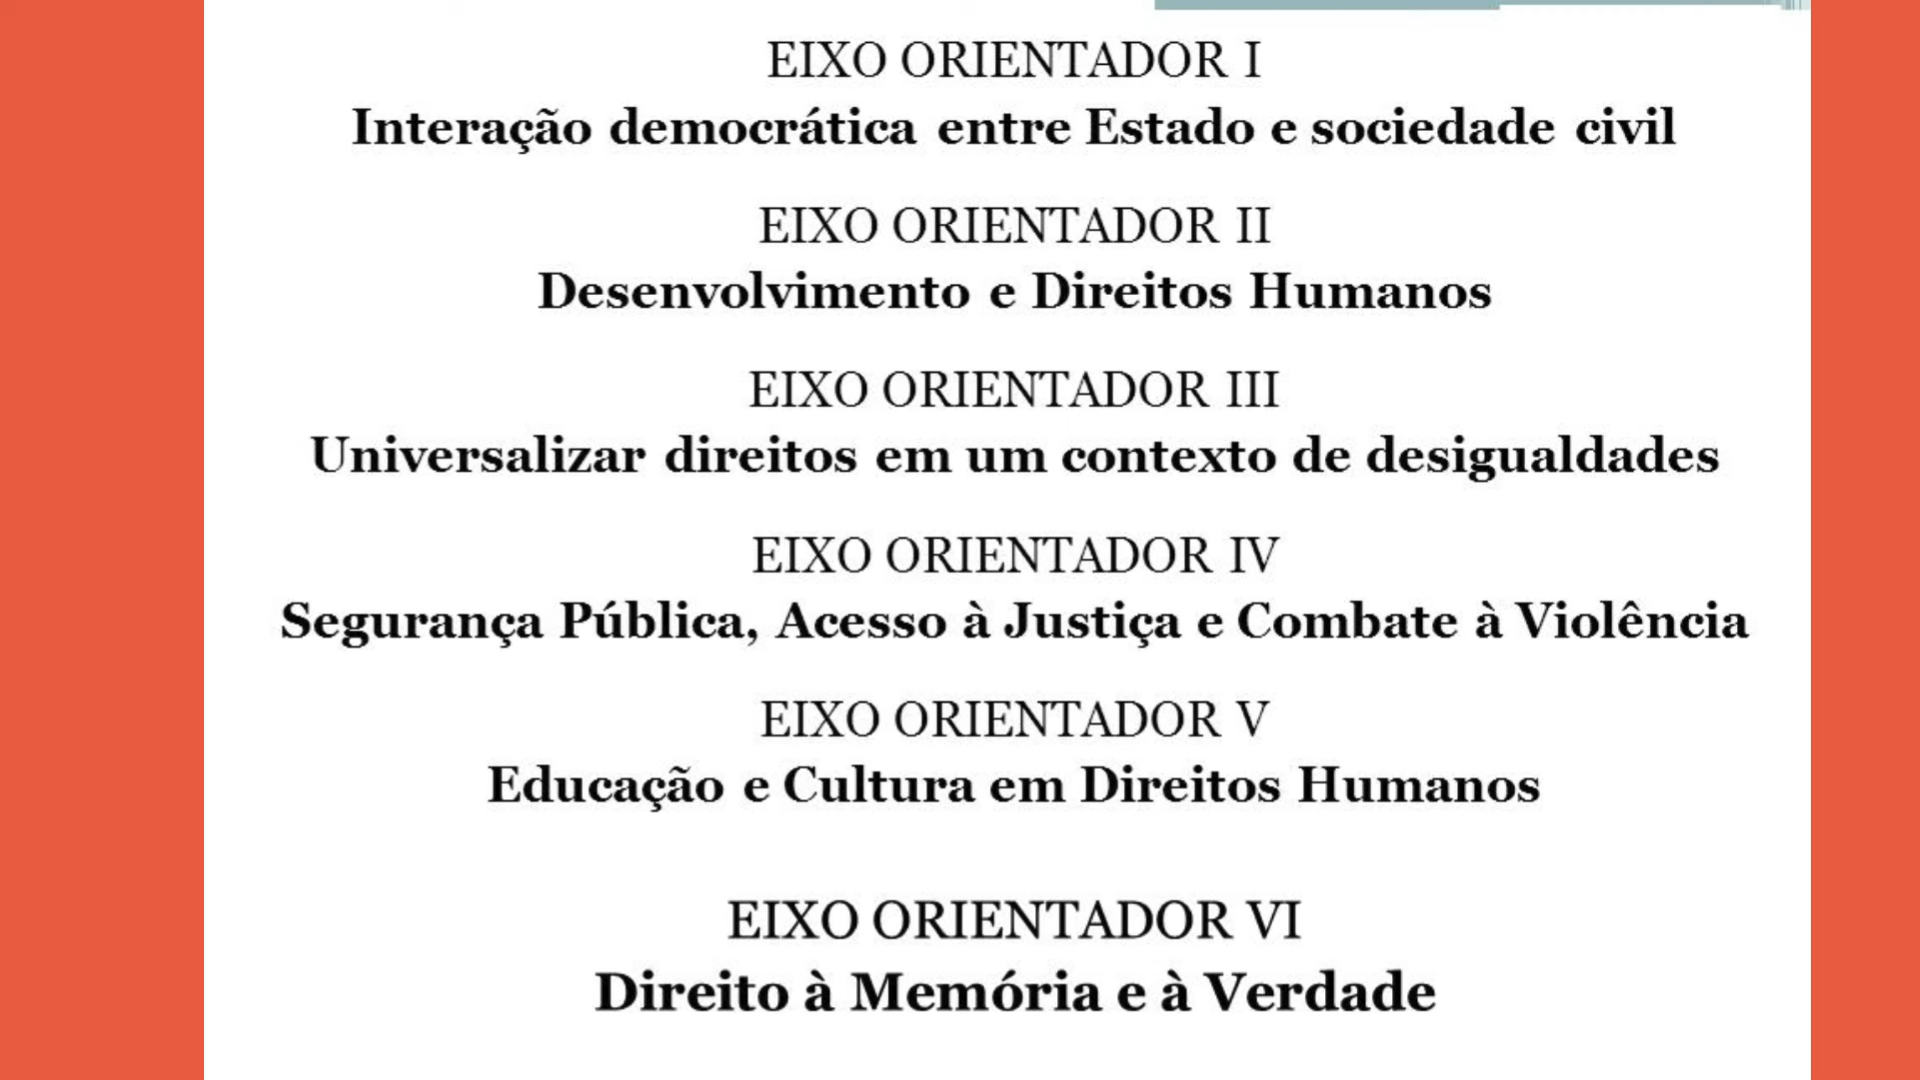 EIXO ORIENTADOR I
Interação democrática entre Estado e sociedade civil
EIXO ORIENTADOR II
Desenvolvimento e Direitos Humanos
EIXO ORIENTADOR III
Universalizar direitos em um contexto de desigualdades
EIXO ORIENTADOR IV
Segurança Pública, Acesso à Justiça e Combate à Violência
EIXO ORIENTADOR V
Educação e Cultura em Direitos Humanos
EIXO ORIENTADOR VI
Direito à Memória e à Verdade